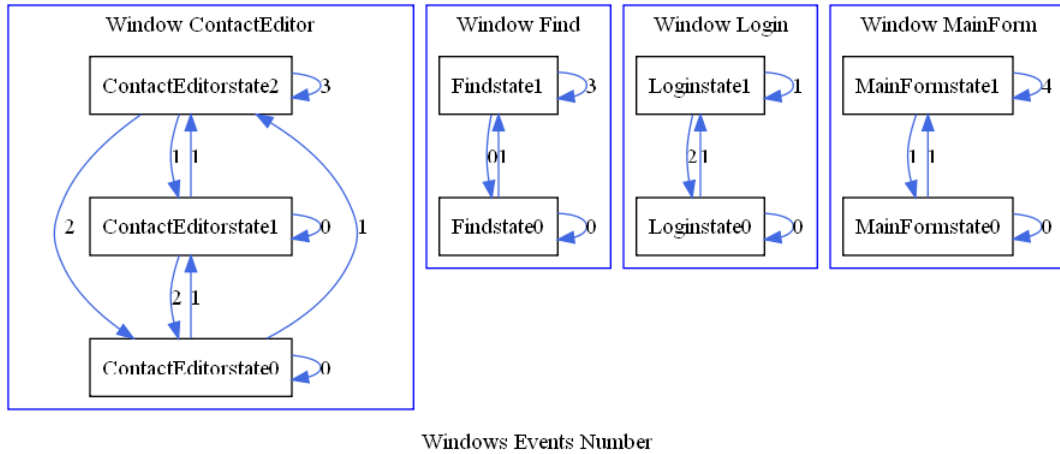 Window ContactEditor
Window Find
Window Login
Window MainForm
ContactEditorstate2
3
Findstate1
3
Loginstate1
1
MainFormstate1
4
1
1
0
1
2
1
1
1
2
ContactEditorstate1
0
1
Findstate0
0
Loginstate0
0
MainFormstate0
0
2
1
ContactEditorstate0
0
Windows Events Number